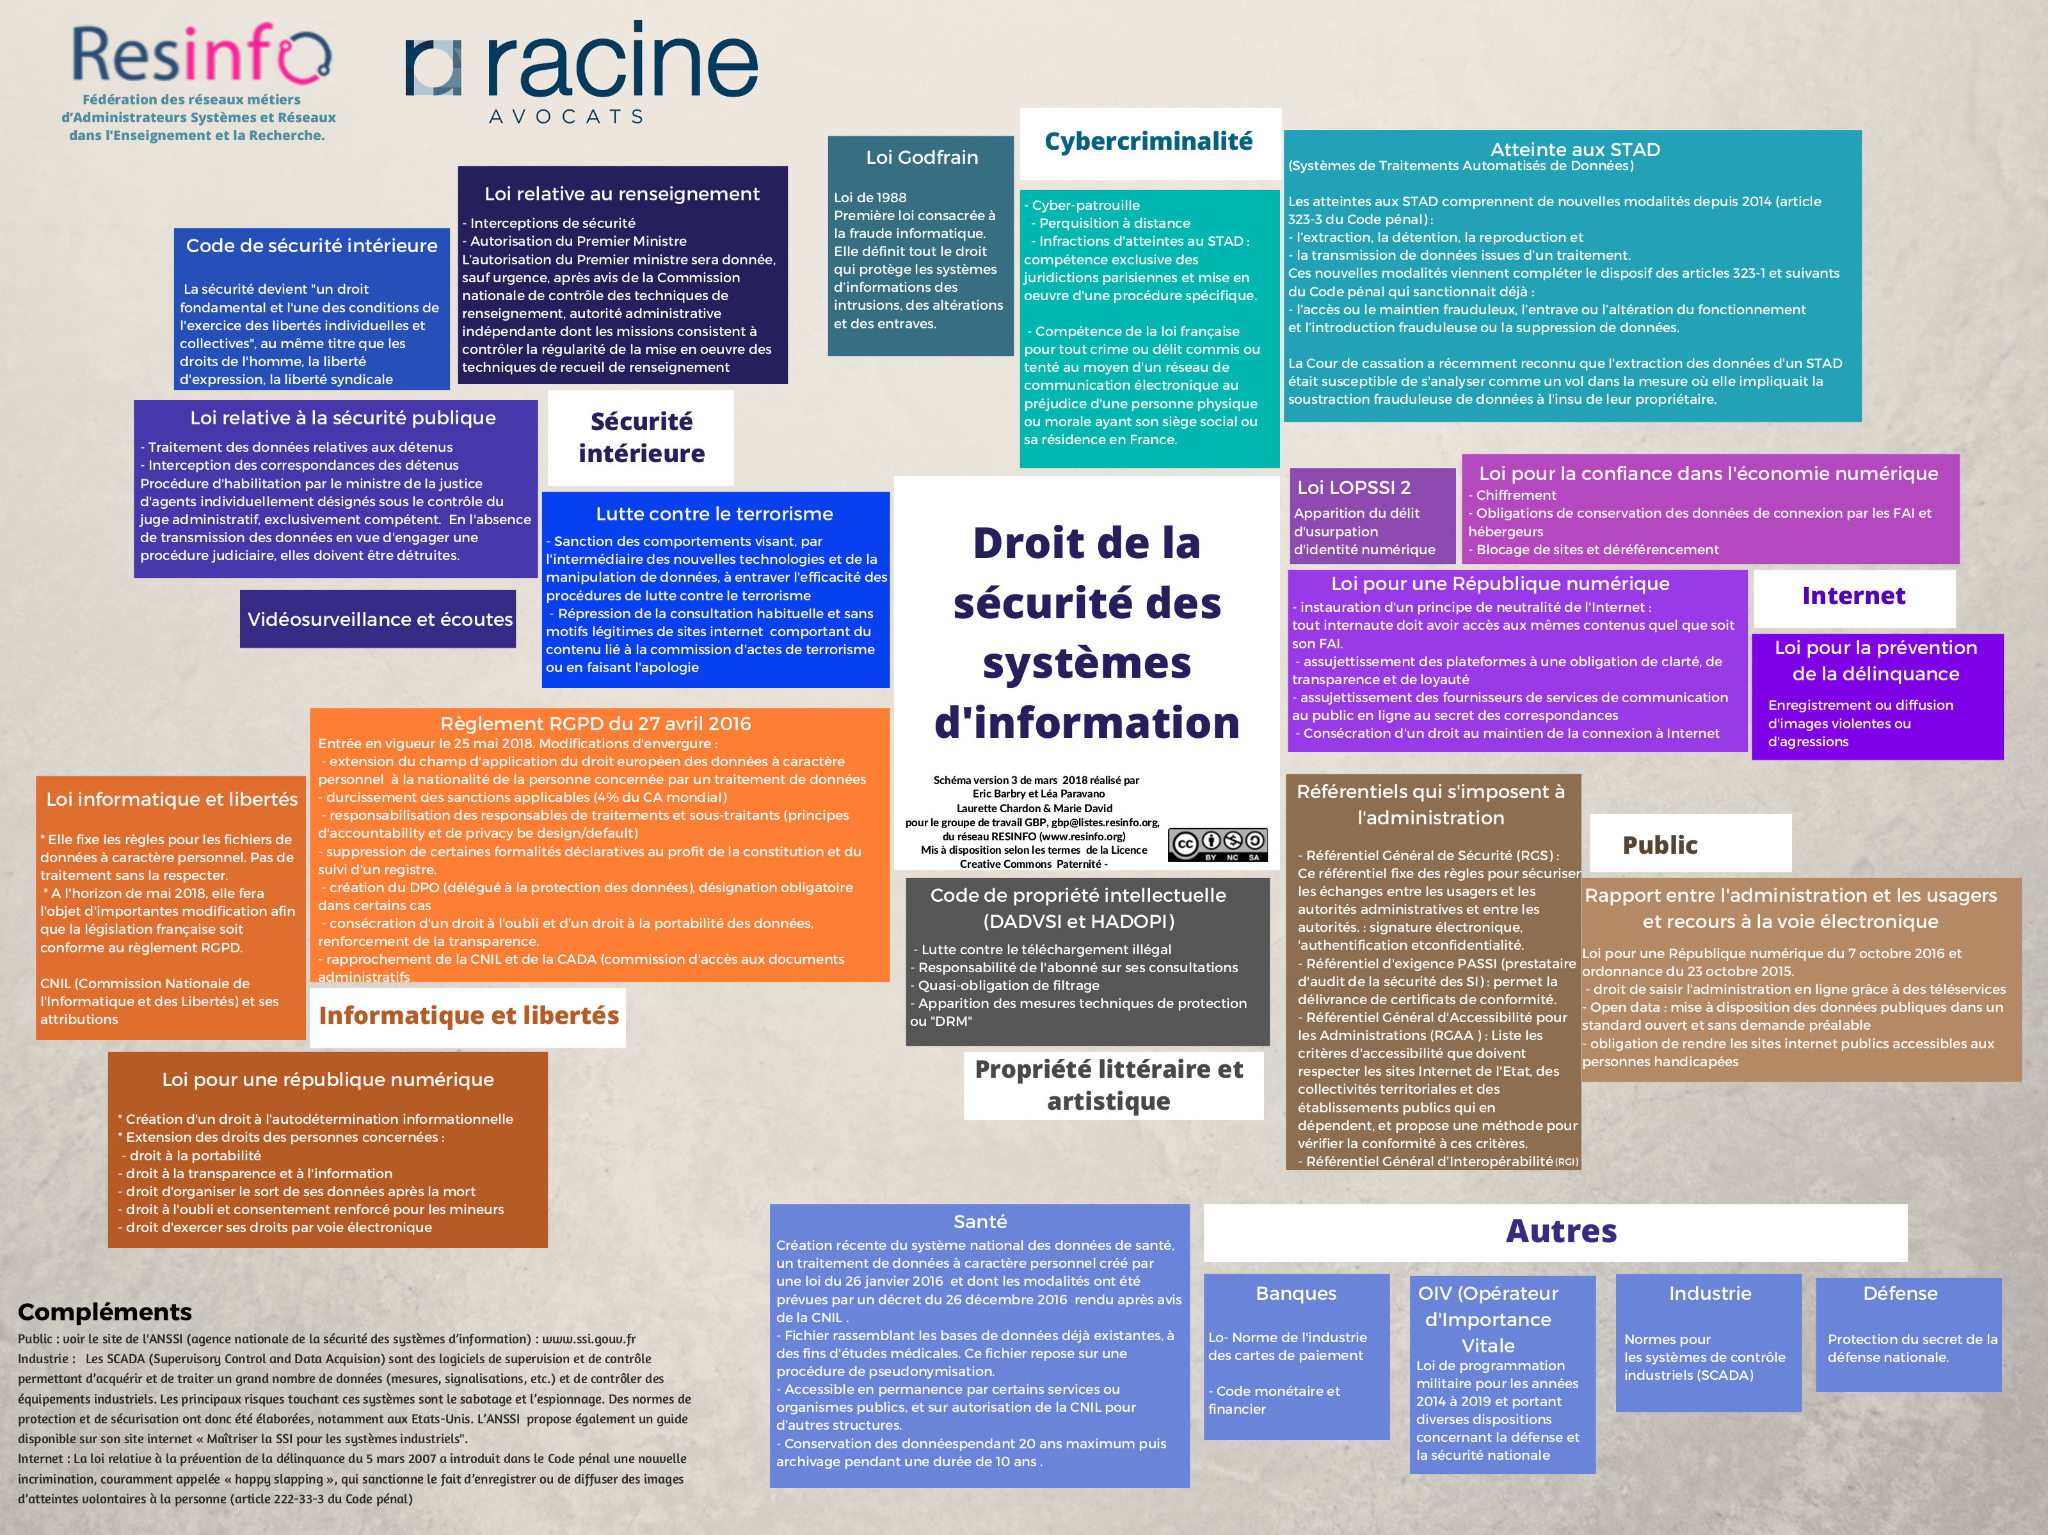 Resinfo
Fédération des réseaux métiers
d'Administrateurs Systèmes et Réseaux
dans l'Enseignement et la Recherche.
racine
AVOCATS
Cybercriminalité
Loi Godfrain
Loi de 1988
Première loi consacrée à
la fraude informatique.
Elle définit tout le droit
qui protège les systèmes
d'informations des
intrusions, des altérations
et des entraves.
- Cyber-patrouille
- Perquisition à distance
- Infractions d'atteintes au STAD :
compétence exclusive des
juridictions parisiennes et mise en
oeuvre d'une procédure spécifique.
- Compétence de la loi française
pour tout crime ou délit commis ou
tenté au moyen d'un réseau de
communication électronique au
préjudice d'une personne physique
ou morale ayant son siège social ou
sa résidence en France.
Atteinte aux STAD
(Systèmes de Traitements Automatisés de Données)
Les atteintes aux STAD comprennent de nouvelles modalités depuis 2014 (article
323-3 du Code pénal) :
- l'extraction, la détention, la reproduction et
- la transmission de données issues d'un traitement.
Ces nouvelles modalités viennent compléter le disposif des articles 323-1 et suivants
du Code pénal qui sanctionnait déjà :
- l'accès ou le maintien frauduleux, l'entrave ou l'altération du fonctionnement
et l'introduction frauduleuse ou la suppression de données.
La Cour de cassation a récemment reconnu que l'extraction des données d'un STAD
était susceptible de s'analyser comme un vol dans la mesure où elle impliquait la
soustraction frauduleuse de données à l'insu de leur propriétaire.
Loi relative au renseignement
- Interceptions de sécurité
- Autorisation du Premier Ministre
L'autorisation du Premier ministre sera donnée,
sauf urgence, après avis de la Commission
nationale de contrôle des techniques de
renseignement, autorité administrative
indépendante dont les missions consistent à
contrôler la régularité de la mise en oeuvre des
techniques de recueil de renseignement
Code de sécurité intérieure
La sécurité devient "un droit
fondamental et l'une des conditions de
l'exercice des libertés individuelles et
collectives", au même titre que les
droits de l'homme, la liberté
d'expression, la liberté syndicale
Loi relative à la sécurité publique
- Traitement des données relatives aux détenus
- Interception des correspondances des détenus
Procédure d'habilitation par le ministre de la justice
d'agents individuellement désignés sous le contrôle du
juge administratif, exclusivement compétent. En l'absence
de transmission des données en vue d'engager une
procédure judiciaire, elles doivent être détruites.
Sécurité
intérieure
Vidéosurveillance et écoutes
Lutte contre le terrorisme
- Sanction des comportements visant, par
l'intermédiaire des nouvelles technologies et de la
manipulation de données, à entraver l'efficacité des
procédures de lutte contre le terrorisme
- Répression de la consultation habituelle et sans
motifs légitimes de sites internet comportant du
contenu lié à la commission d'actes de terrorisme
ou en faisant l'apologie
Droit de la
sécurité des
systèmes
d'information
Schéma version 3 de mars 2018 réalisé par
Eric Barbry et Léa Paravano
Laurette Chardon & Marie David
pour le groupe de travail GBP, gbp@listes.resinfo.org,
du réseau RESINFO (www.resinfo.org)
Mis à disposition selon les termes de la Licence
Creative Commons Paternité -
cc BY NC SA
Loi LOPSSI 2
Apparition du délit
d'usurpation
d'identité numérique
Loi pour la confiance dans l'économie numérique
- Chiffrement
- Obligations de conservation des données de connexion par les FAI et
hébergeurs
- Blocage de sites et déréférencement
Loi pour une République numérique
- instauration d'un principe de neutralité de l'Internet :
tout internaute doit avoir accès aux mêmes contenus quel que soit
son FAI.
- assujettissement des plateformes à une obligation de clarté, de
transparence et de loyauté
- assujettissement des fournisseurs de services de communication
au public en ligne au secret des correspondances
- Consécration d'un droit au maintien de la connexion à Internet
Internet
Loi pour la prévention
de la délinquance
Enregistrement ou diffusion
d'images violentes ou
d'agressions
Règlement RGPD du 27 avril 2016
Entrée en vigueur le 25 mai 2018. Modifications d'envergure :
- extension du champ d'application du droit européen des données à caractère
personnel à la nationalité de la personne concernée par un traitement de données
- durcissement des sanctions applicables (4% du CA mondial)
- responsabilisation des responsables de traitements et sous-traitants (principes
d'accountability et de privacy be design/default)
- suppression de certaines formalités déclaratives au profit de la constitution et du
suivi d'un registre.
- création du DPO (délégué à la protection des données), désignation obligatoire
dans certains cas
- consécration d'un droit à l'oubli et d'un droit à la portabilité des données,
renforcement de la transparence.
- rapprochement de la CNIL et de la CADA (commission d'accès aux documents
administratifs
Loi informatique et libertés
* Elle fixe les règles pour les fichiers de
données à caractère personnel. Pas de
traitement sans la respecter.
* A l'horizon de mai 2018, elle fera
l'objet d'importantes modification afin
que la législation française soit
conforme au règlement RGPD.
CNIL (Commission Nationale de
l'Informatique et des Libertés) et ses
attributions
Informatique et libertés
Loi pour une république numérique
* Création d'un droit à l'autodétermination informationnelle
* Extension des droits des personnes concernées :
- droit à la portabilité
- droit à la transparence et à l'information
- droit d'organiser le sort de ses données après la mort
- droit à l'oubli et consentement renforcé pour les mineurs
- droit d'exercer ses droits par voie électronique
Code de propriété intellectuelle
(DADVSI et HADOPI)
- Lutte contre le téléchargement illégal
- Responsabilité de l'abonné sur ses consultations
- Quasi-obligation de filtrage
- Apparition des mesures techniques de protection
ou "DRM"
Propriété littéraire et
artistique
Référentiels qui s'imposent à
l'administration
- Référentiel Général de Sécurité (RGS) :
Ce référentiel fixe des règles pour sécuriser
les échanges entre les usagers et les
autorités administratives et entre les
autorités. : signature électronique,
'authentification etconfidentialité.
- Référentiel d'exigence PASSI (prestataire
d'audit de la sécurité des SI) : permet la
délivrance de certificats de conformité.
- Référentiel Général d'Accessibilité pour
les Administrations (RGAA ) : Liste les
critères d'accessibilité que doivent
respecter les sites Internet de l'Etat, des
collectivités territoriales et des
établissements publics qui en
dépendent, et propose une méthode pour
vérifier la conformité à ces critères.
- Référentiel Général d'Interopérabilité (RGI)
Public
Rapport entre l'administration et les usagers
et recours à la voie électronique
Loi pour une République numérique du 7 octobre 2016 et
ordonnance du 23 octobre 2015.
- droit de saisir l'administration en ligne grâce à des téléservices
- Open data : mise à disposition des données publiques dans un
standard ouvert et sans demande préalable
- obligation de rendre les sites internet publics accessibles aux
personnes handicapées
Santé
Création récente du système national des données de santé,
un traitement de données à caractère personnel créé par
une loi du 26 janvier 2016 et dont les modalités ont été
prévues par un décret du 26 décembre 2016 rendu après avis
de la CNIL .
- Fichier rassemblant les bases de données déjà existantes, à
des fins d'études médicales. Ce fichier repose sur une
procédure de pseudonymisation.
- Accessible en permanence par certains services ou
organismes publics, et sur autorisation de la CNIL pour
d'autres structures.
- Conservation des donnéespendant 20 ans maximum puis
archivage pendant une durée de 10 ans .
Autres
Banques
Lo- Norme de l'industrie
des cartes de paiement
- Code monétaire et
financier
OIV (Opérateur
d'Importance
Vitale
Loi de programmation
militaire pour les années
2014 à 2019 et portant
diverses dispositions
concernant la défense et
la sécurité nationale
Industrie
Normes pour
les systèmes de contrôle
industriels (SCADA)
Défense
Protection du secret de la
défense nationale.
Compléments
Public : voir le site de l'ANSSI (agence nationale de la sécurité des systèmes d'information) : www.ssi.gouv.fr
Industrie : Les SCADA (Supervisory Control and Data Acquision) sont des logiciels de supervision et de contrôle
permettant d'acquérir et de traiter un grand nombre de données (mesures, signalisations, etc.) et de contrôler des
équipements industriels. Les principaux risques touchant ces systèmes sont le sabotage et l'espionnage. Des normes de
protection et de sécurisation ont donc été élaborées, notamment aux Etats-Unis. L'ANSSI propose également un guide
disponible sur son site internet « Maîtriser la SSI pour les systèmes industriels".
Internet : La loi relative à la prévention de la délinquance du 5 mars 2007 a introduit dans le Code pénal une nouvelle
incrimination, couramment appelée « happy slapping », qui sanctionne le fait d'enregistrer ou de diffuser des images
d'atteintes volontaires à la personne (article 222-33-3 du Code pénal)